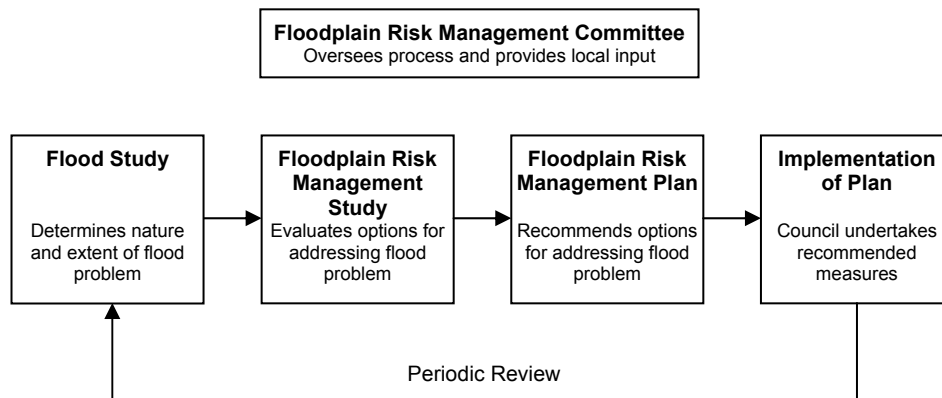 Floodplain Risk Management Committee
Oversees process and provides local input
Flood Study
Determines nature
and extent of flood
problem
Floodplain Risk
Management
Study
Evaluates options for
addressing flood
problem
Floodplain Risk
Management Plan
Recommends options
for addressing flood
problem
Implementation
of Plan
Council undertakes
recommended
measures
Periodic Review